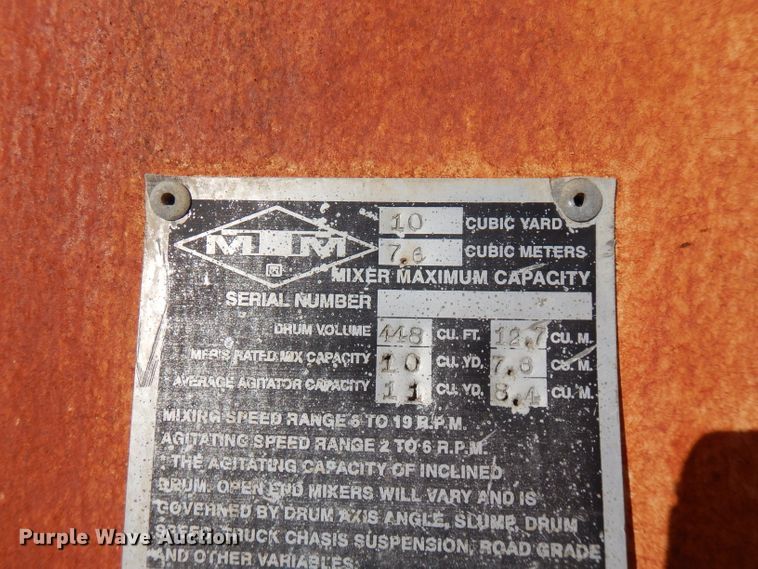 MTM
10 CUBIC YARD
7.6 CUBIC METERS
MIXER MAXIMUM CAPACITY
SERIAL NUMBER
DRUM VOLUME 448 CU. FT. 12.7 CU. M.
MFR'S RATED MIX CAPACITY 10 CU. YD. 7.6 CU. M.
AVERAGE AGITATOR CAPACITY 11 CU. YD. 8.4 CU. M.
MIXING SPEED RANGE 6 TO 19 R.P.M.
AGITATING SPEED RANGE 2 TO 6 R.P.M.
THE AGITATING CAPACITY OF INCLINED
DRUM. OPEN END MIXERS WILL VARY AND IS
GOVERNED BY DRUM AXIS ANGLE, SLUMP, DRUM
SPEED, TRUCK CHASIS SUSPENSION, ROAD GRADE
AND OTHER VARIABLES.
Purple Wave Auction